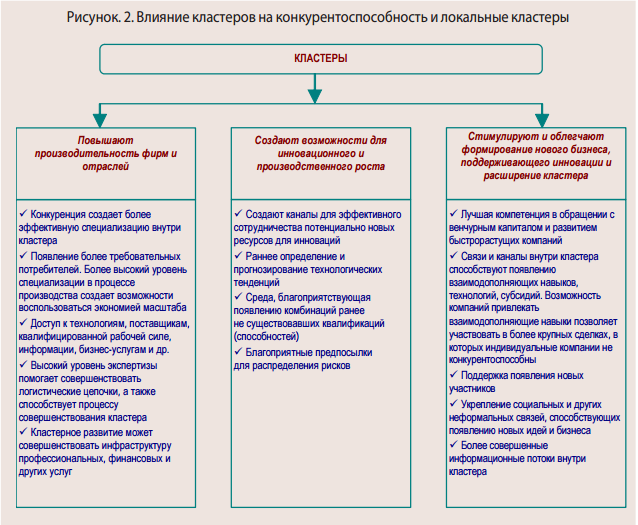 Рисунок. 2. Влияние кластеров на конкурентоспособность и локальные кластеры
КЛАСТЕРЫ
Повышают
производительность фирм и
отраслей
✓ Конкуренция создает более
эффективную специализацию внутри
кластера
✓ Появление более требовательных
потребителей. Более высокий уровень
специализации в процессе
производства создает возможности
воспользоваться экономией масштаба
✓ Доступ к технологиям, поставщикам,
квалифицированной рабочей силе,
информации, бизнес-услугам и др.
✓ Высокий уровень экспертизы
помогает совершенствовать
логистические цепочки, а также
способствует процессу
совершенствования кластера
✓ Кластерное развитие может
совершенствовать инфраструктуру
профессиональных, финансовых и
других услуг
Создают возможности для
инновационного и
производственного роста
✓ Создают каналы для эффективного
сотрудничества потенциально новых
ресурсов для инноваций
✓ Раннее определение и
прогнозирование технологических
тенденций
✓ Среда, благоприятствующая
появлению комбинаций ранее
не существовавших квалификаций
(способностей)
✓ Благоприятные предпосылки
для распределения рисков
Стимулируют и облегчают
формирование нового бизнеса,
поддерживающего инновации и
расширение кластера
✓ Лучшая компетенция в обращении с
венчурным капиталом и развитием
быстрорастущих компаний
✓ Связи и каналы внутри кластера
способствуют появлению
взаимодополняющих навыков,
технологий, субсидий. Возможность
компаний привлекать
взаимодополняющие навыки позволяет
участвовать в более крупных сделках, в
которых индивидуальные компании не
конкурентоспособны
✓ Поддержка появления новых
участников
✓ Укрепление социальных и других
неформальных связей, способствующих
появлению новых идей и бизнеса
✓ Более совершенные
информационные потоки внутри
кластера